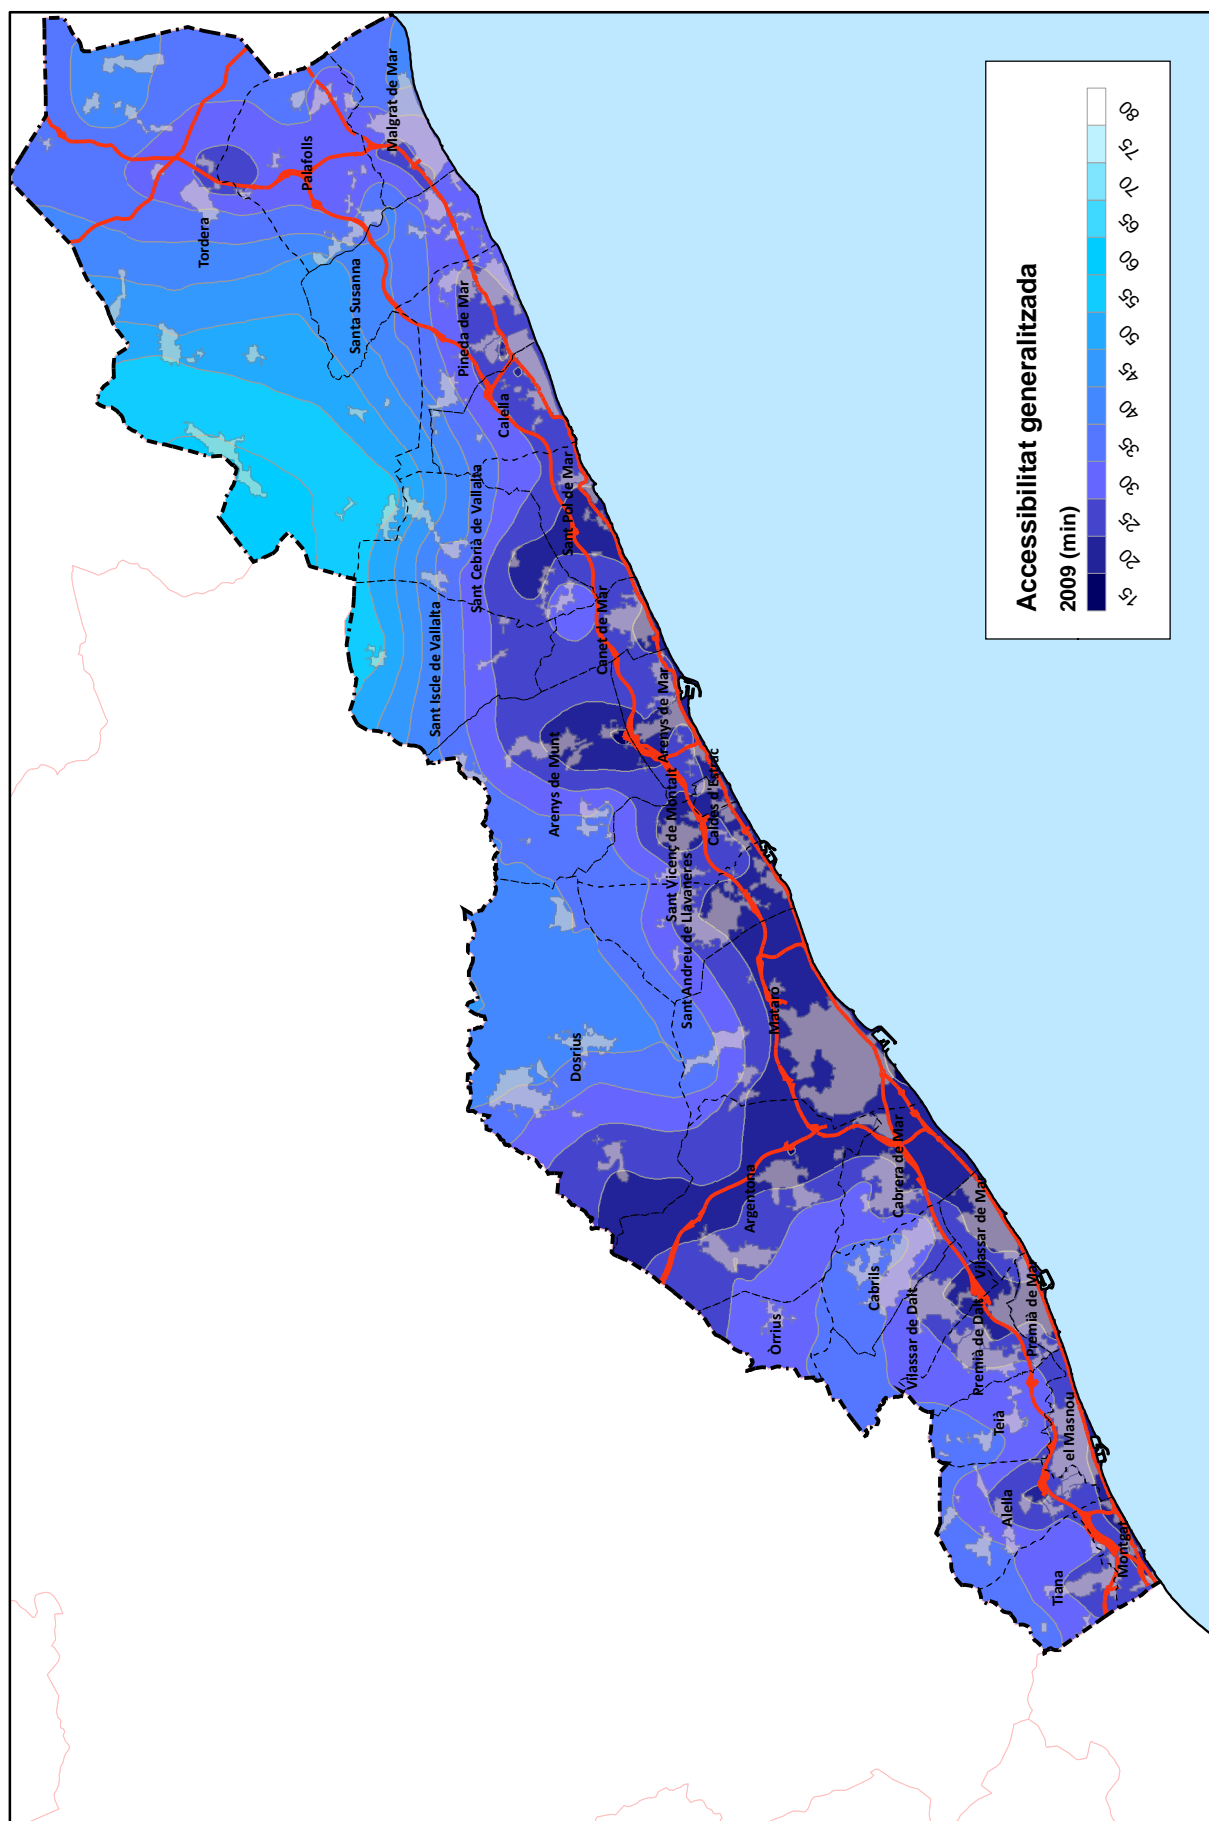 Accessibilitat generalitzada
2009 (min)
15
20
25
30
35
40
45
50
55
60
65
70
75
80
Tiana
Montgat
Alella
el Masnou
Teià
Premià de Mar
Premià de Dalt
Vilassar de Dalt
Vilassar de Mar
Cabrils
Òrrius
Cabrera de Mar
Argentona
Mataró
Dosrius
Sant Andreu de Llavaneres
Sant Vicenç de Montalt
Caldes d'Estrac
Arenys de Mar
Arenys de Munt
Canet de Mar
Sant Iscle de Vallalta
Sant Cebrià de Vallalta
Sant Pol de Mar
Calella
Pineda de Mar
Santa Susanna
Tordera
Palafolls
Malgrat de Mar